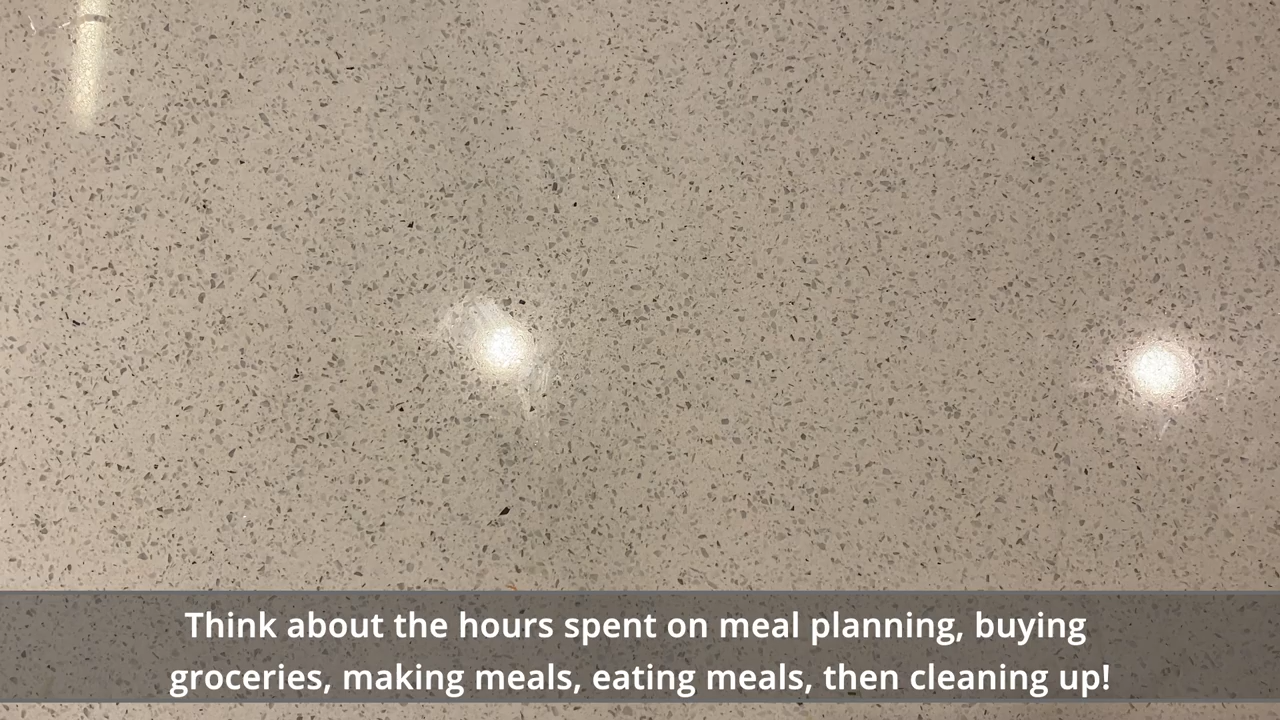 Think about the hours spent on meal planning, buying
groceries, making meals, eating meals, then cleaning up!